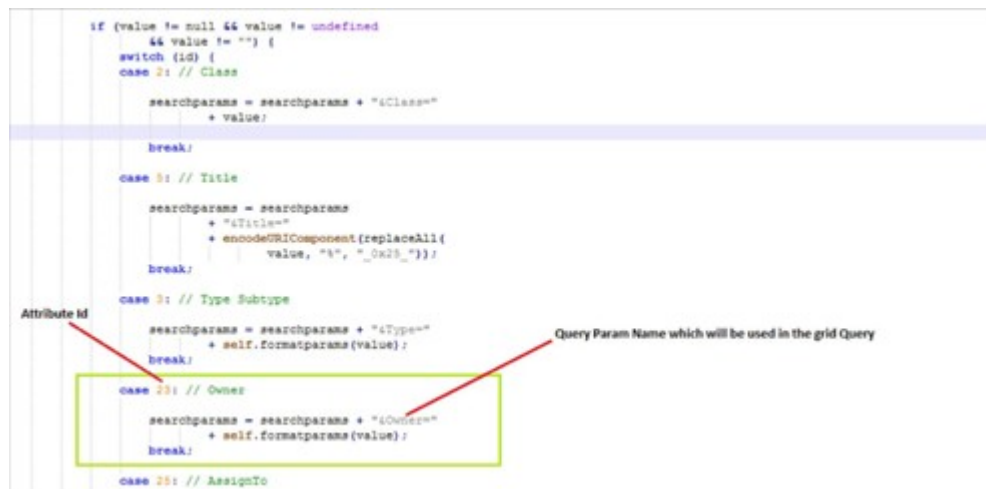 if (value != null && value != undefined
&& value != "") {
switch (id) {
case 2: // Class
searchparams = searchparams + "&Class="
+ value;
break;
case 5: // Title
searchparams = searchparams
+ "&Title="
+ encodeURIComponent(replaceAll(
value, "%", "_0x25_"));
break;
case 3: // Type Subtype
Attribute Id
searchparams = searchparams + "&Type="
+ self.formatparams(value);
Query Param Name which will be used in the grid Query
break;
case 23: // Owner
searchparams = searchparams + "&Owner="
+ self.formatparams(value);
break;
case 25: // AssignTo